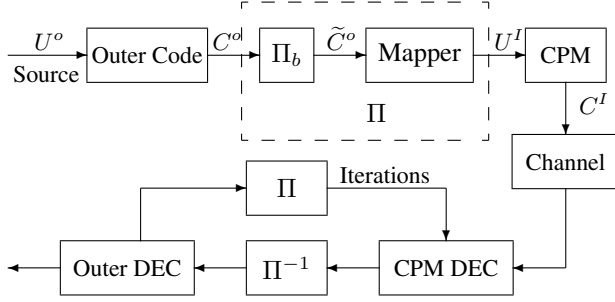 U^o
Source
Outer Code
C^o
Π_b
C̃^o
Mapper
U^I
CPM
Π
C^I
Channel
Π
Iterations
Outer DEC
Π^{-1}
CPM DEC